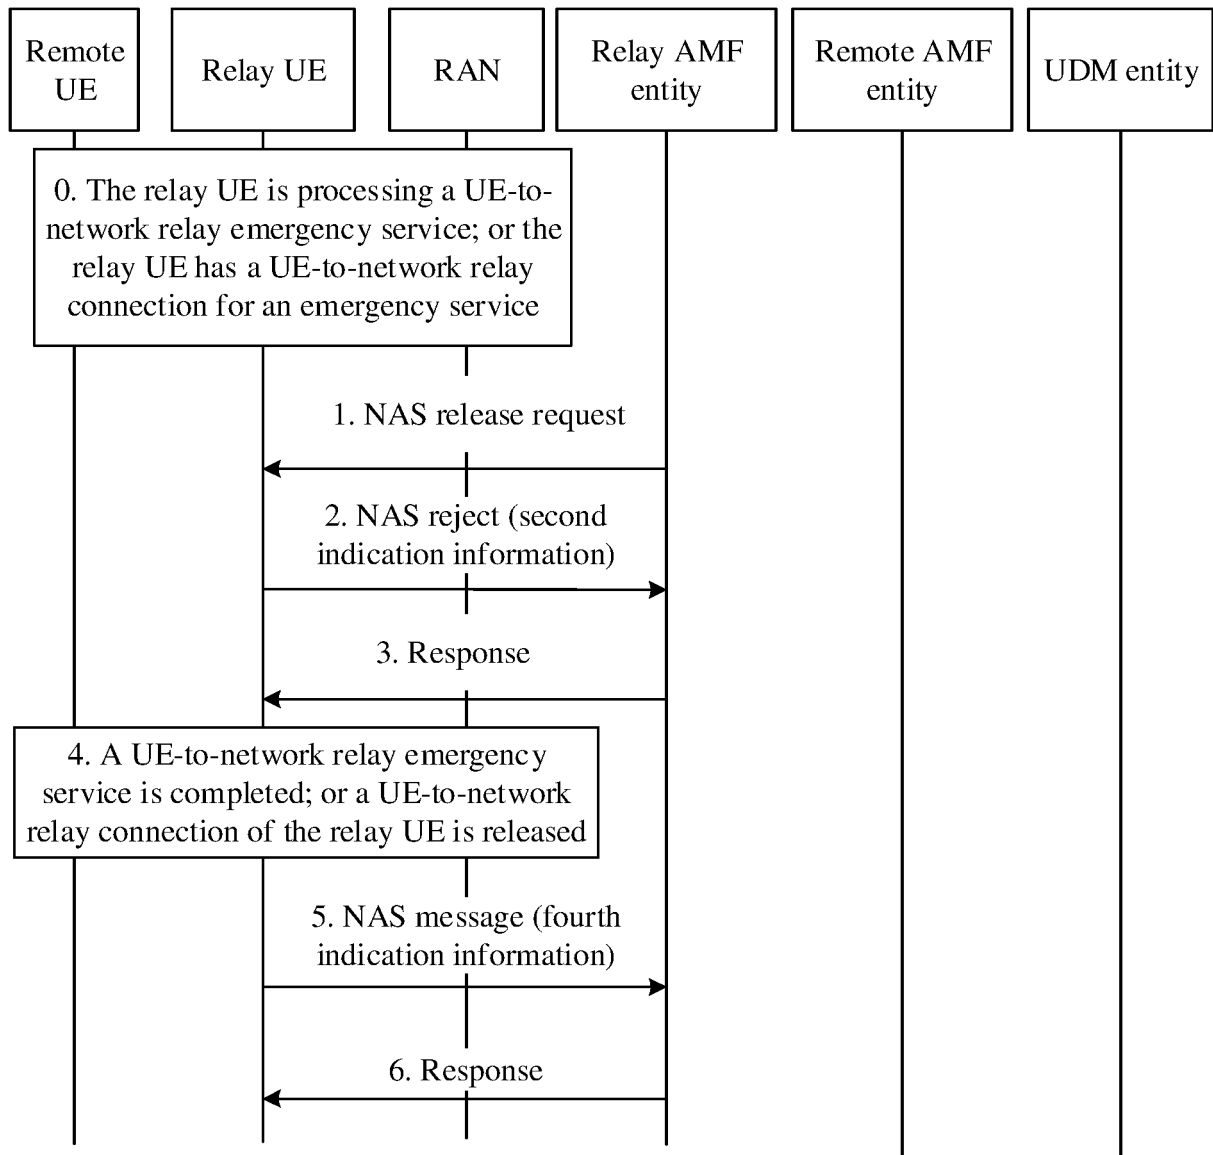 Remote
UE
Relay UE
RAN
Relay AMF
entity
Remote AMF
entity
UDM entity
0. The relay UE is processing a UE-to-
network relay emergency service; or the
relay UE has a UE-to-network relay
connection for an emergency service
1. NAS release request
2. NAS reject (second
indication information)
3. Response
4. A UE-to-network relay emergency
service is completed; or a UE-to-network
relay connection of the relay UE is released
5. NAS message (fourth
indication information)
6. Response